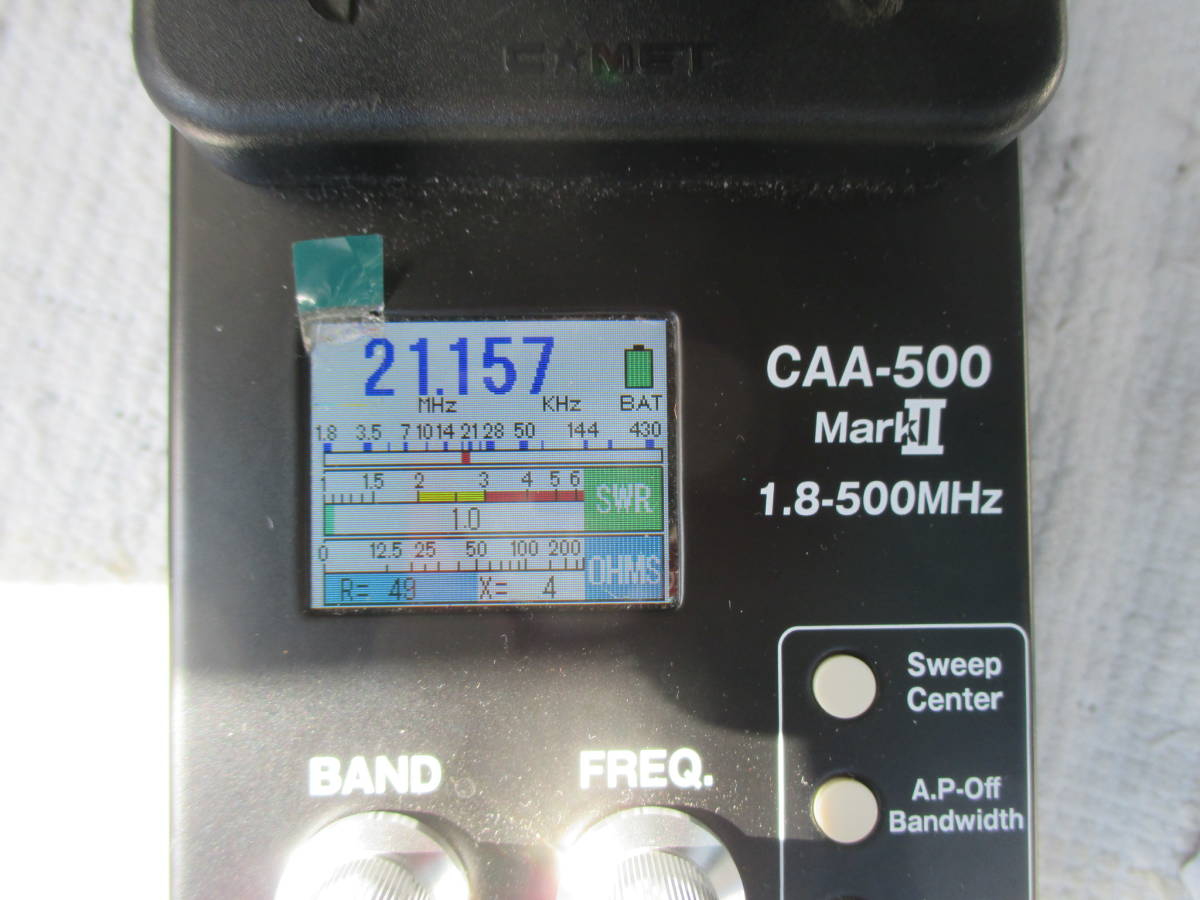 C★MET
21.157
MHz KHz BAT
1.8 3.5 7 10 14 21 28 50 144 430
1 1.5 2 3 4 5 6
SWR
1.0
0 12.5 25 50 100 200
OHMS
R= 49 X= 4
CAA-500
MarkII
1.8-500MHz
Sweep
Center
A.P-Off
Bandwidth
BAND
FREQ.